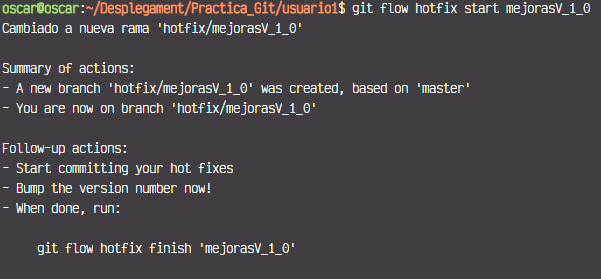 oscar@oscar:~/Desplegament/Practica_Git/usuario1$ git flow hotfix start mejorasV_1_0
Cambiado a nueva rama 'hotfix/mejorasV_1_0'
Summary of actions:
- A new branch 'hotfix/mejorasV_1_0' was created, based on 'master'
- You are now on branch 'hotfix/mejorasV_1_0'
Follow-up actions:
- Start committing your hot fixes
- Bump the version number now!
- When done, run:
git flow hotfix finish 'mejorasV_1_0'